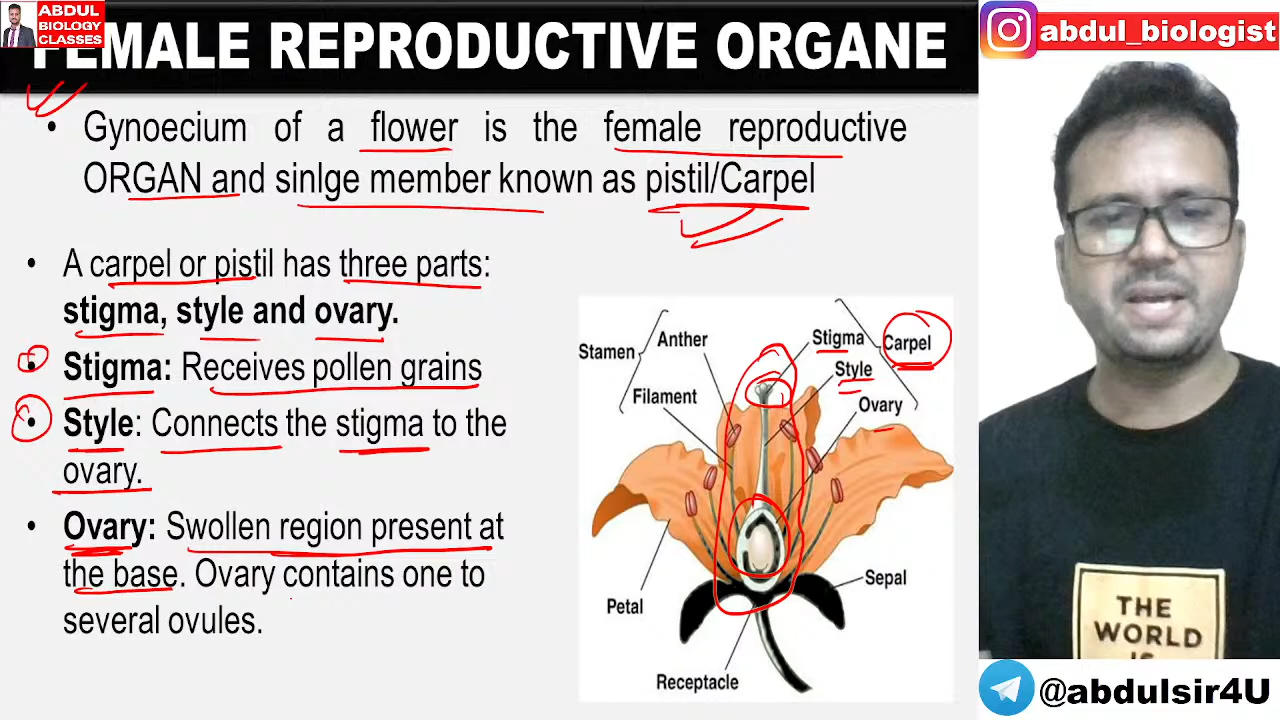 ABDUL
BIOLOGY
CLASSES
FEMALE REPRODUCTIVE ORGANE
abdul_biologist
• Gynoecium of a flower is the female reproductive
ORGAN and sinlge member known as pistil/Carpel
• A carpel or pistil has three parts:
stigma, style and ovary.
• Stigma: Receives pollen grains
• Style: Connects the stigma to the
ovary.
• Ovary: Swollen region present at
the base. Ovary contains one to
several ovules.
Stamen
Anther
Filament
Stigma
Style
Ovary
Carpel
Petal
Sepal
Receptacle
THE
WORLD
IS
@abdulsir4U